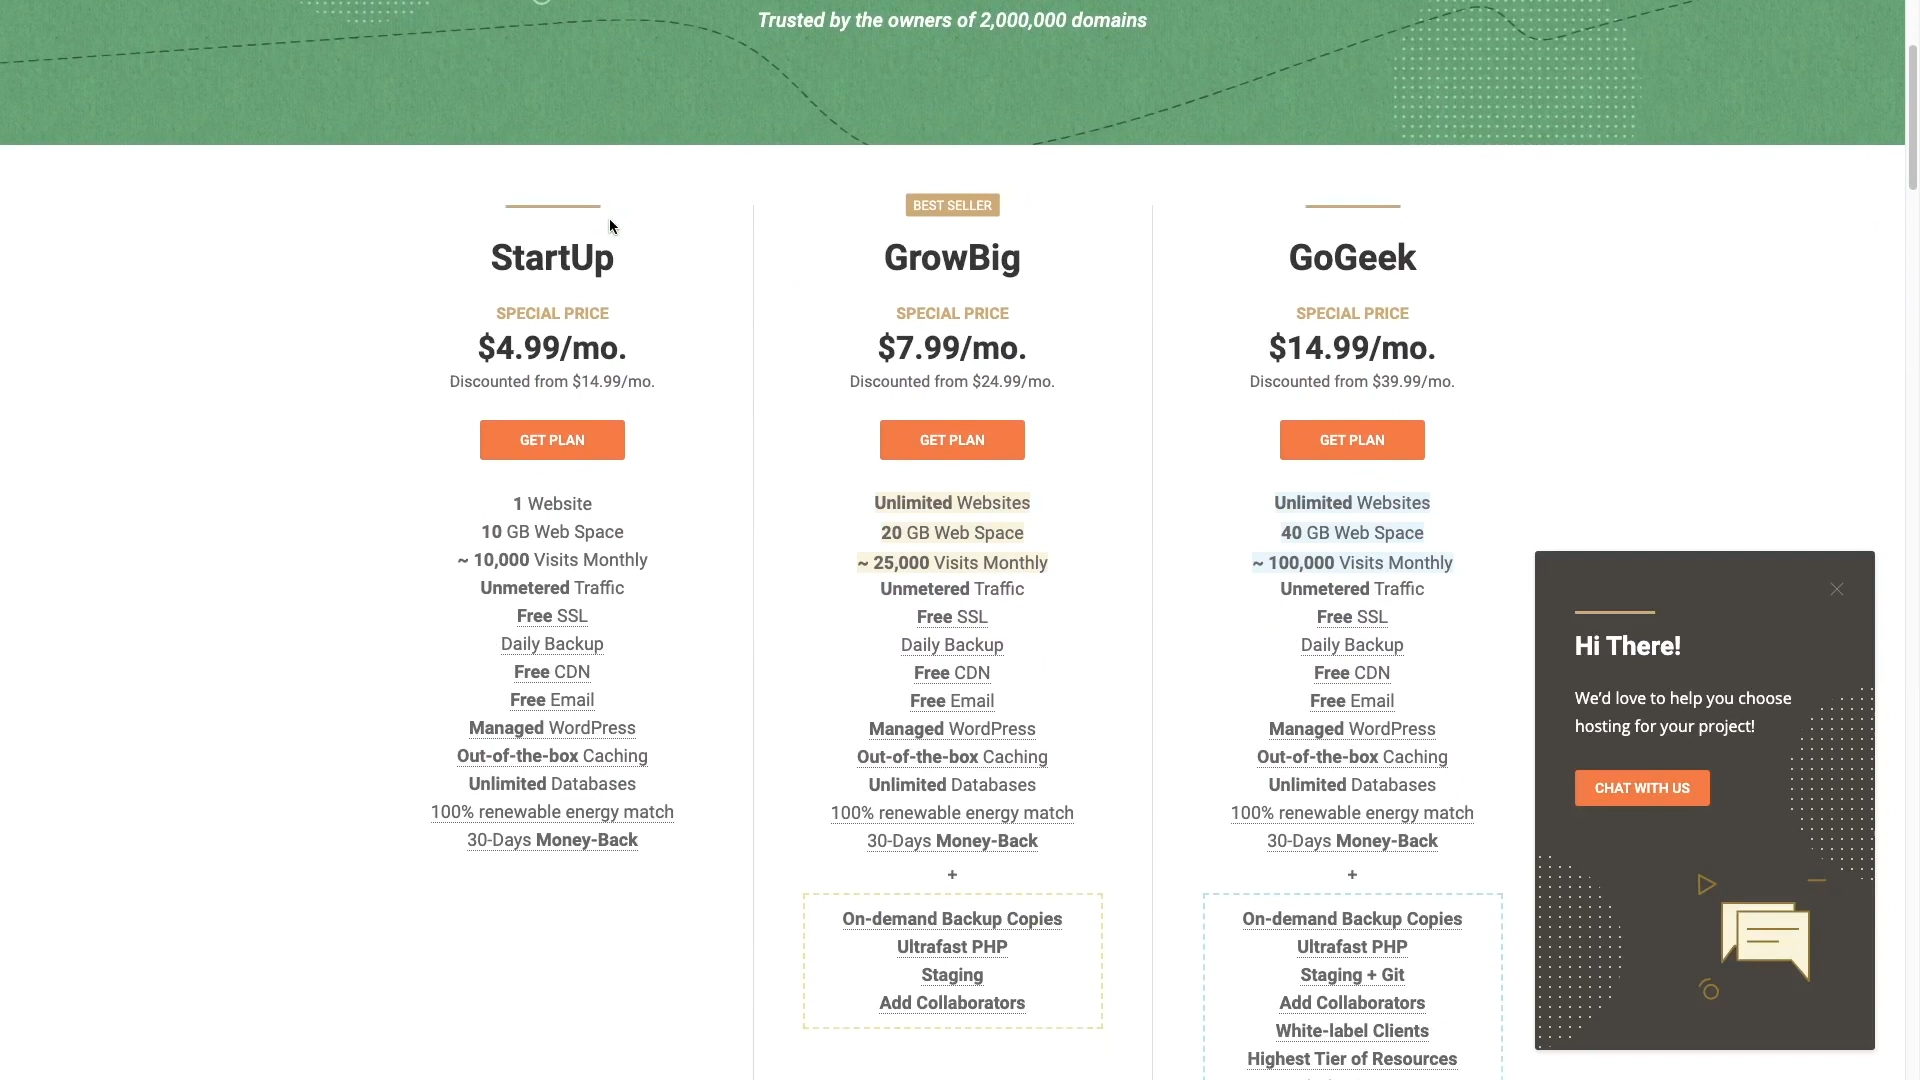 Trusted by the owners of 2,000,000 domains
StartUp
SPECIAL PRICE
$4.99/mo.
Discounted from $14.99/mo.
GET PLAN
1 Website
10 GB Web Space
~ 10,000 Visits Monthly
Unmetered Traffic
Free SSL
Daily Backup
Free CDN
Free Email
Managed WordPress
Out-of-the-box Caching
Unlimited Databases
100% renewable energy match
30-Days Money-Back
BEST SELLER
GrowBig
SPECIAL PRICE
$7.99/mo.
Discounted from $24.99/mo.
GET PLAN
Unlimited Websites
20 GB Web Space
~ 25,000 Visits Monthly
Unmetered Traffic
Free SSL
Daily Backup
Free CDN
Free Email
Managed WordPress
Out-of-the-box Caching
Unlimited Databases
100% renewable energy match
30-Days Money-Back
+
On-demand Backup Copies
Ultrafast PHP
Staging
Add Collaborators
GoGeek
SPECIAL PRICE
$14.99/mo.
Discounted from $39.99/mo.
GET PLAN
Unlimited Websites
40 GB Web Space
~ 100,000 Visits Monthly
Unmetered Traffic
Free SSL
Daily Backup
Free CDN
Free Email
Managed WordPress
Out-of-the-box Caching
Unlimited Databases
100% renewable energy match
30-Days Money-Back
+
On-demand Backup Copies
Ultrafast PHP
Staging + Git
Add Collaborators
White-label Clients
Highest Tier of Resources
Hi There!
We'd love to help you choose
hosting for your project!
CHAT WITH US